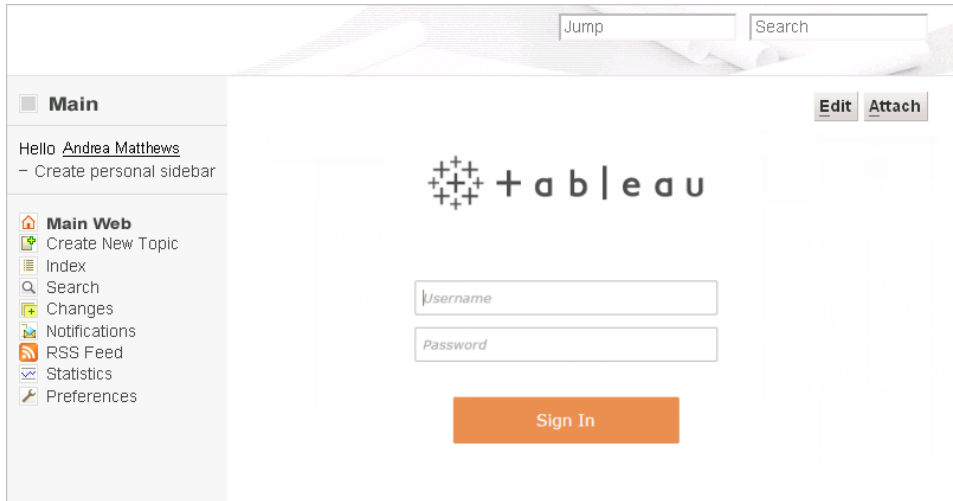 Jump Search
Main
Edit Attach
Hello Andrea Matthews
– Create personal sidebar
+ a b l e a u
Main Web
Create New Topic
Index
Search
Changes
Notifications
RSS Feed
Statistics
Preferences
Username
Password
Sign In